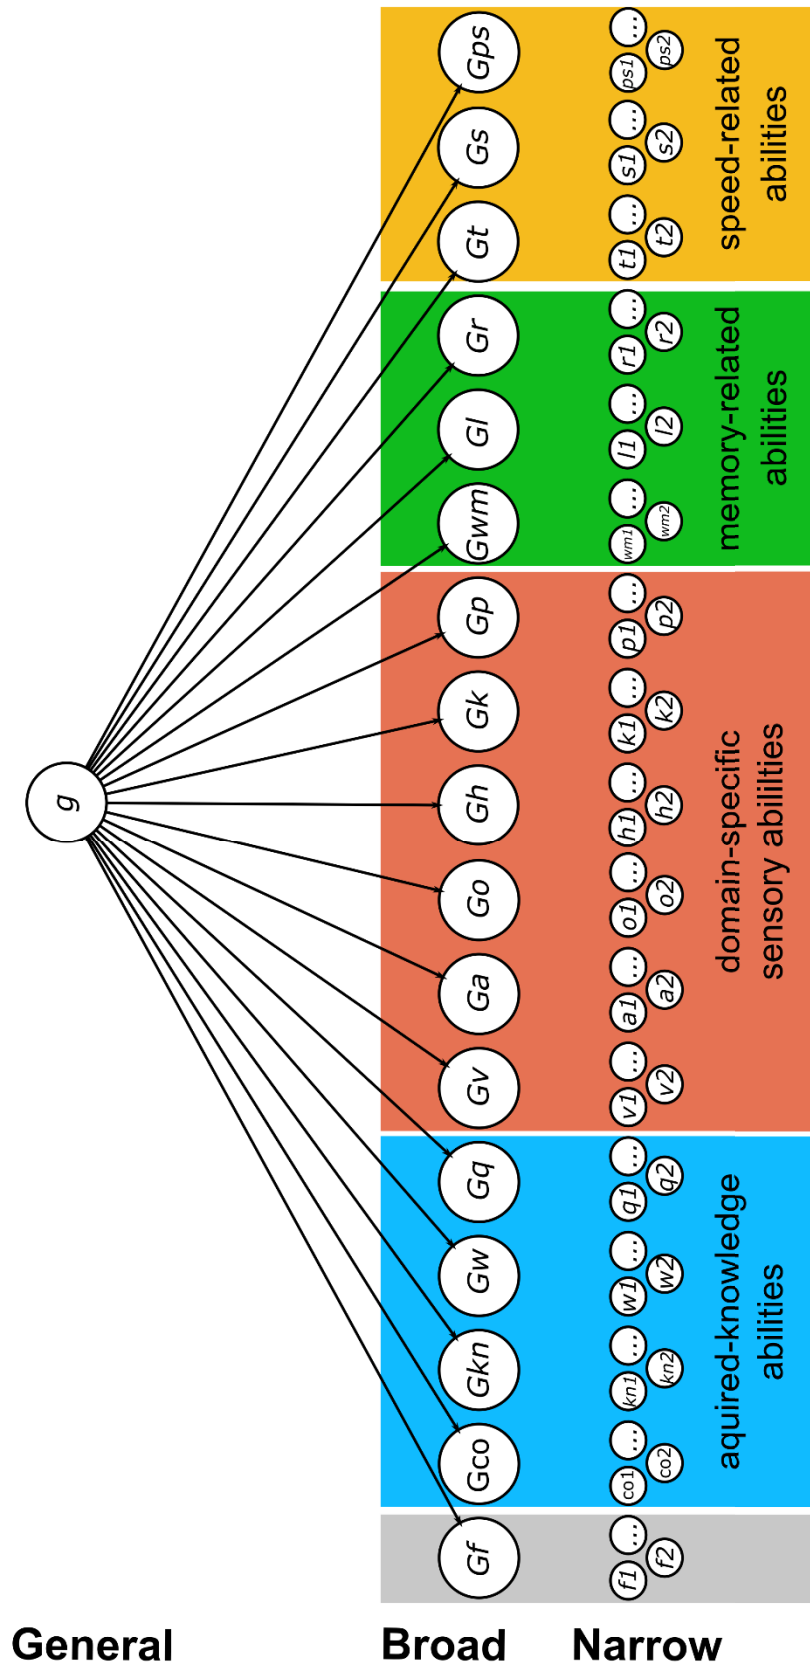 General
g
Broad
Gf
Gco
Gkn
Gw
Gq
Gv
Ga
Go
Gh
Gk
Gp
Gwm
Gl
Gr
Gt
Gs
Gps
Narrow
f1 ...
f2
co1 ...
co2
kn1 ...
kn2
w1 ...
w2
q1 ...
q2
v1 ...
v2
a1 ...
a2
o1 ...
o2
h1 ...
h2
k1 ...
k2
p1 ...
p2
wm1 ...
wm2
l1 ...
l2
r1 ...
r2
t1 ...
t2
s1 ...
s2
ps1 ...
ps2
aquired-knowledge
abilities
domain-specific
sensory abililties
memory-related
abilities
speed-related
abilities